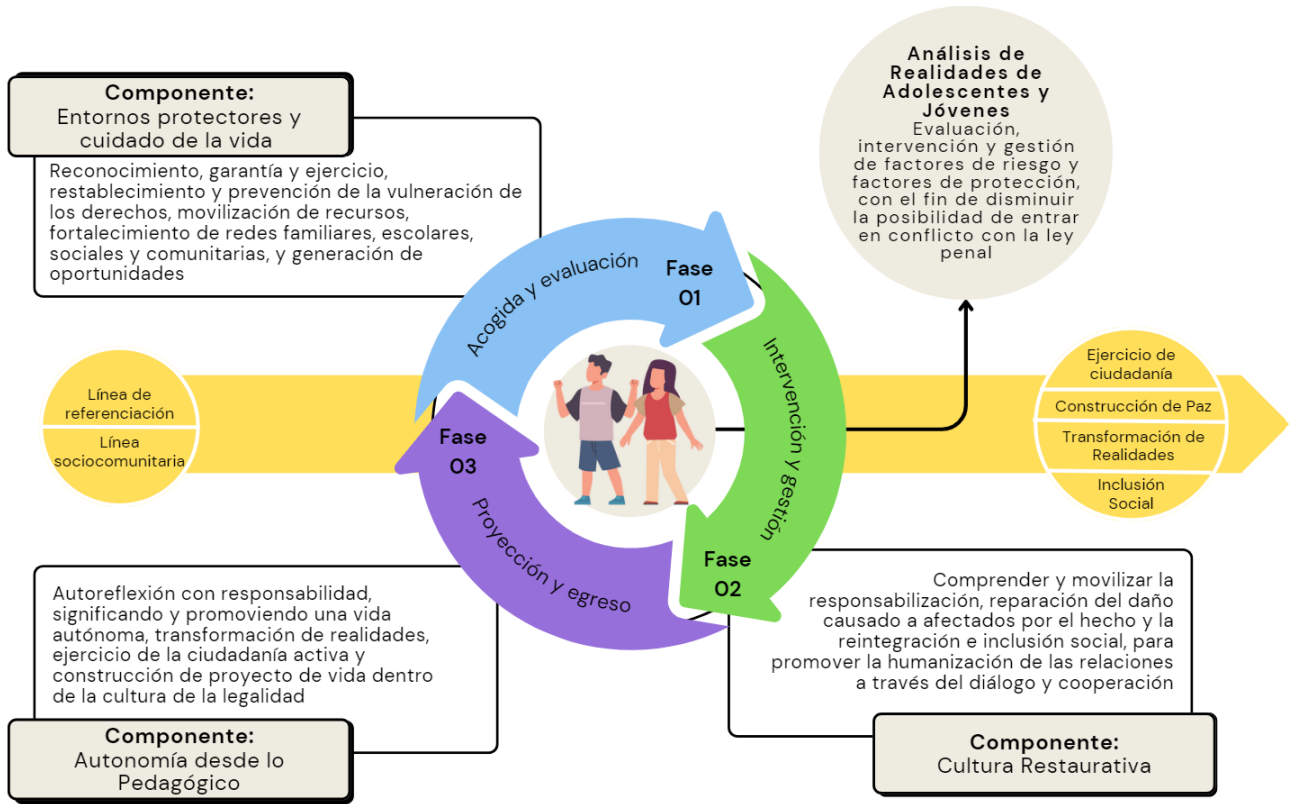 Componente:
Entornos protectores y
cuidado de la vida
Reconocimiento, garantía y ejercicio,
restablecimiento y prevención de la vulneración de
los derechos, movilización de recursos,
fortalecimiento de redes familiares, escolares,
sociales y comunitarias, y generación de
oportunidades
Análisis de
Realidades de
Adolescentes y
Jóvenes
Evaluación,
intervención y gestión
de factores de riesgo y
factores de protección,
con el fin de disminuir
la posibilidad de entrar
en conflicto con la ley
penal
Acogida y evaluación
Fase
01
Intervención y gestión
Fase
02
Proyección y egreso
Fase
03
Línea de
referenciación
Línea
sociocomunitaria
Ejercicio de
ciudadanía
Construcción de Paz
Transformación de
Realidades
Inclusión
Social
Autoreflexión con responsabilidad,
significando y promoviendo una vida
autónoma, transformación de realidades,
ejercicio de la ciudadanía activa y
construcción de proyecto de vida dentro
de la cultura de la legalidad
Componente:
Autonomía desde lo
Pedagógico
Comprender y movilizar la
responsabilización, reparación del daño
causado a afectados por el hecho y la
reintegración e inclusión social, para
promover la humanización de las relaciones
a través del diálogo y cooperación
Componente:
Cultura Restaurativa